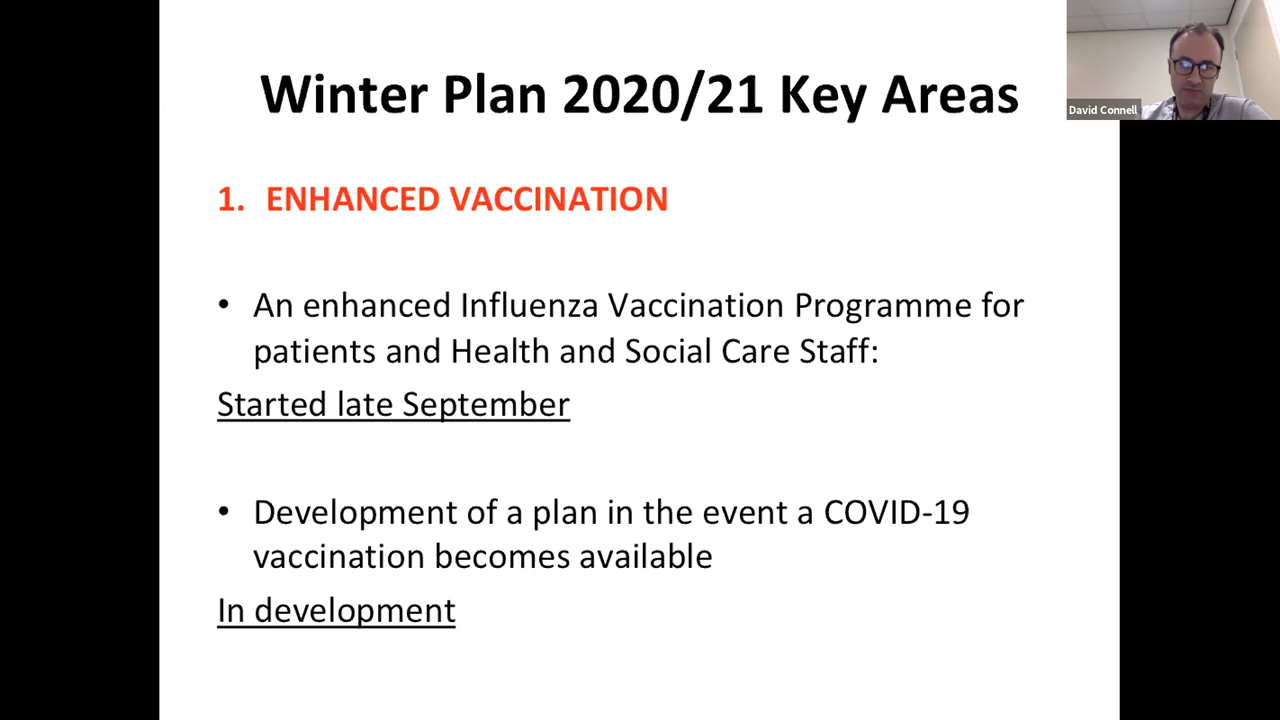 Winter Plan 2020/21 Key Areas
David Connell
1. ENHANCED VACCINATION
• An enhanced Influenza Vaccination Programme for
patients and Health and Social Care Staff:
Started late September
• Development of a plan in the event a COVID-19
vaccination becomes available
In development